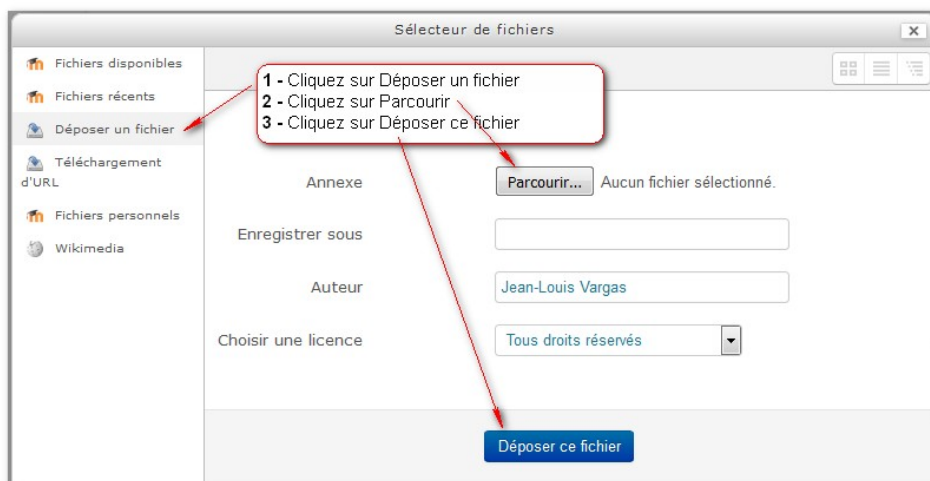 Sélecteur de fichiers
Fichiers disponibles
Fichiers récents
Déposer un fichier
Téléchargement
d'URL
Fichiers personnels
Wikimedia
1 - Cliquez sur Déposer un fichier
2 - Cliquez sur Parcourir
3 - Cliquez sur Déposer ce fichier
Annexe Parcourir... Aucun fichier sélectionné.
Enregistrer sous
Auteur Jean-Louis Vargas
Choisir une licence Tous droits réservés
Déposer ce fichier